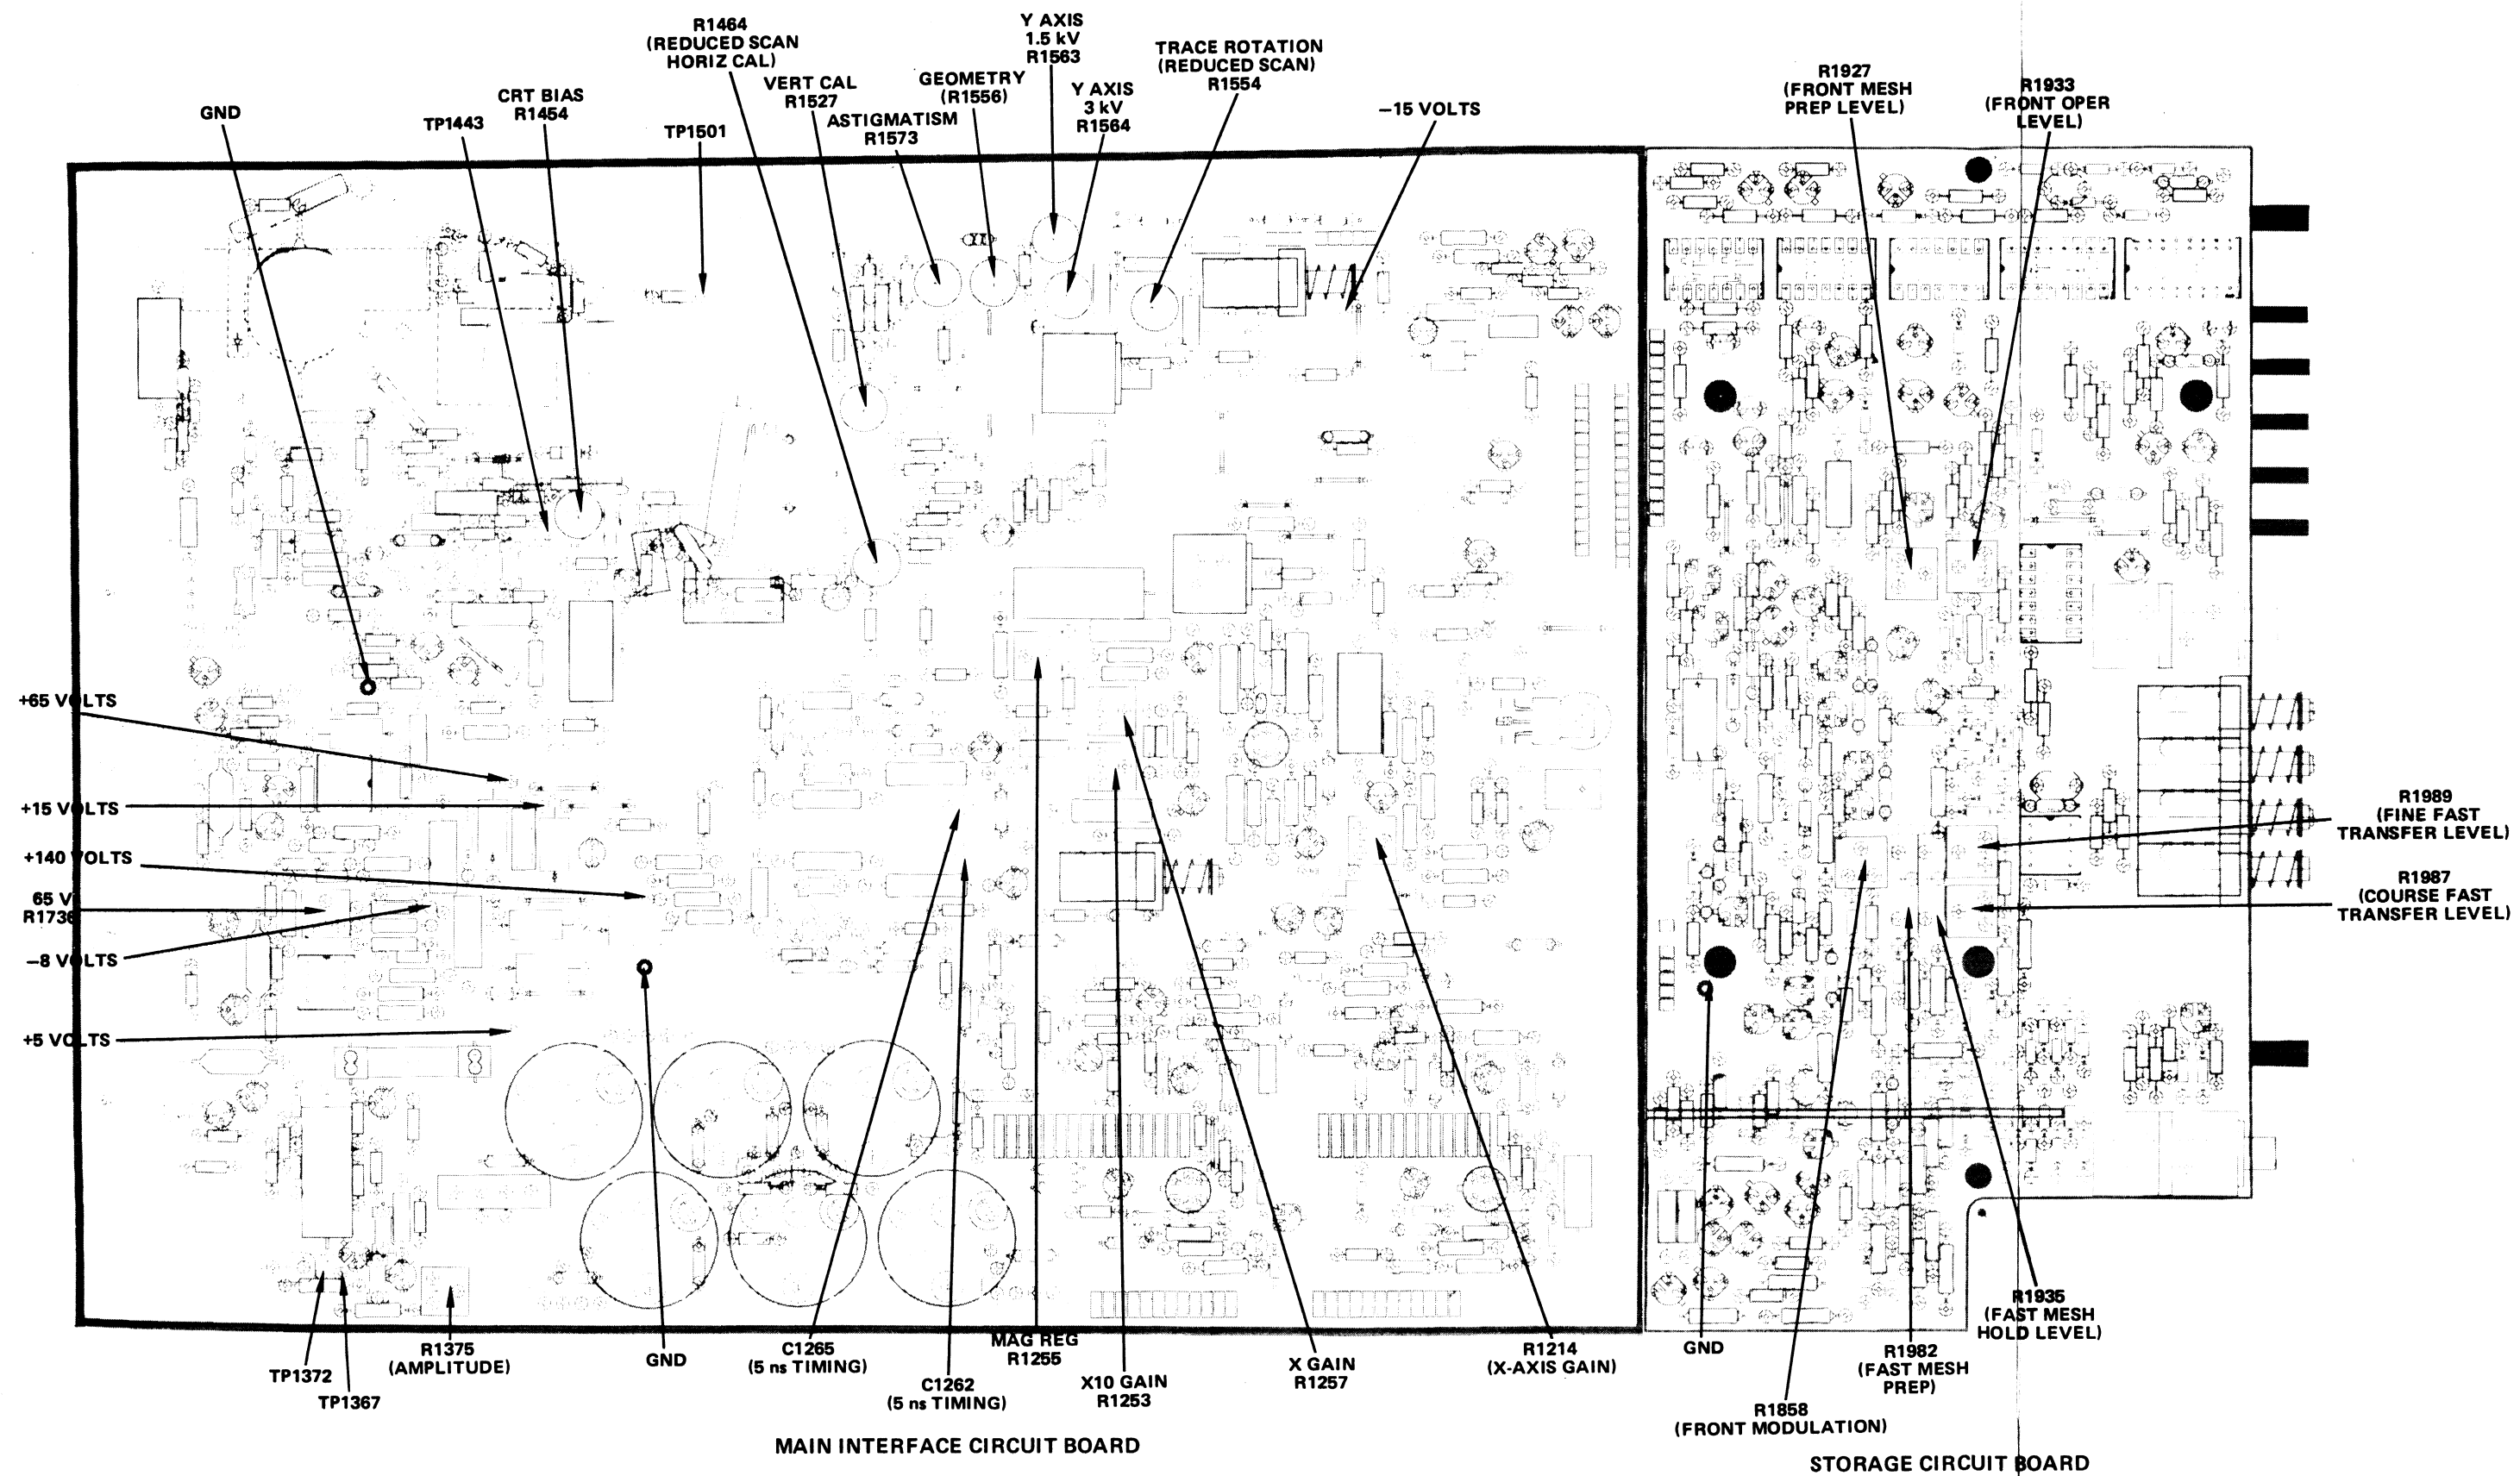 R1464
(REDUCED SCAN
HORIZ CAL)
Y AXIS
1.5 kV
R1563
TRACE ROTATION
(REDUCED SCAN)
R1554
GND
TP1443
CRT BIAS
R1454
TP1501
VERT CAL
R1527
ASTIGMATISM
R1573
GEOMETRY
(R1556)
Y AXIS
3 kV
R1564
−15 VOLTS
R1927
(FRONT MESH
PREP LEVEL)
R1933
(FRONT OPER
LEVEL)
+65 VOLTS
+15 VOLTS
+140 VOLTS
65 V
R1736
−8 VOLTS
+5 VOLTS
R1989
(FINE FAST
TRANSFER LEVEL)
R1987
(COURSE FAST
TRANSFER LEVEL)
TP1372
TP1367
R1375
(AMPLITUDE)
GND
C1265
(5 ns TIMING)
C1262
(5 ns TIMING)
MAG REG
R1255
X10 GAIN
R1253
X GAIN
R1257
R1214
(X-AXIS GAIN)
GND
R1858
(FRONT MODULATION)
R1982
(FAST MESH
PREP)
R1935
(FAST MESH
HOLD LEVEL)
MAIN INTERFACE CIRCUIT BOARD
STORAGE CIRCUIT BOARD